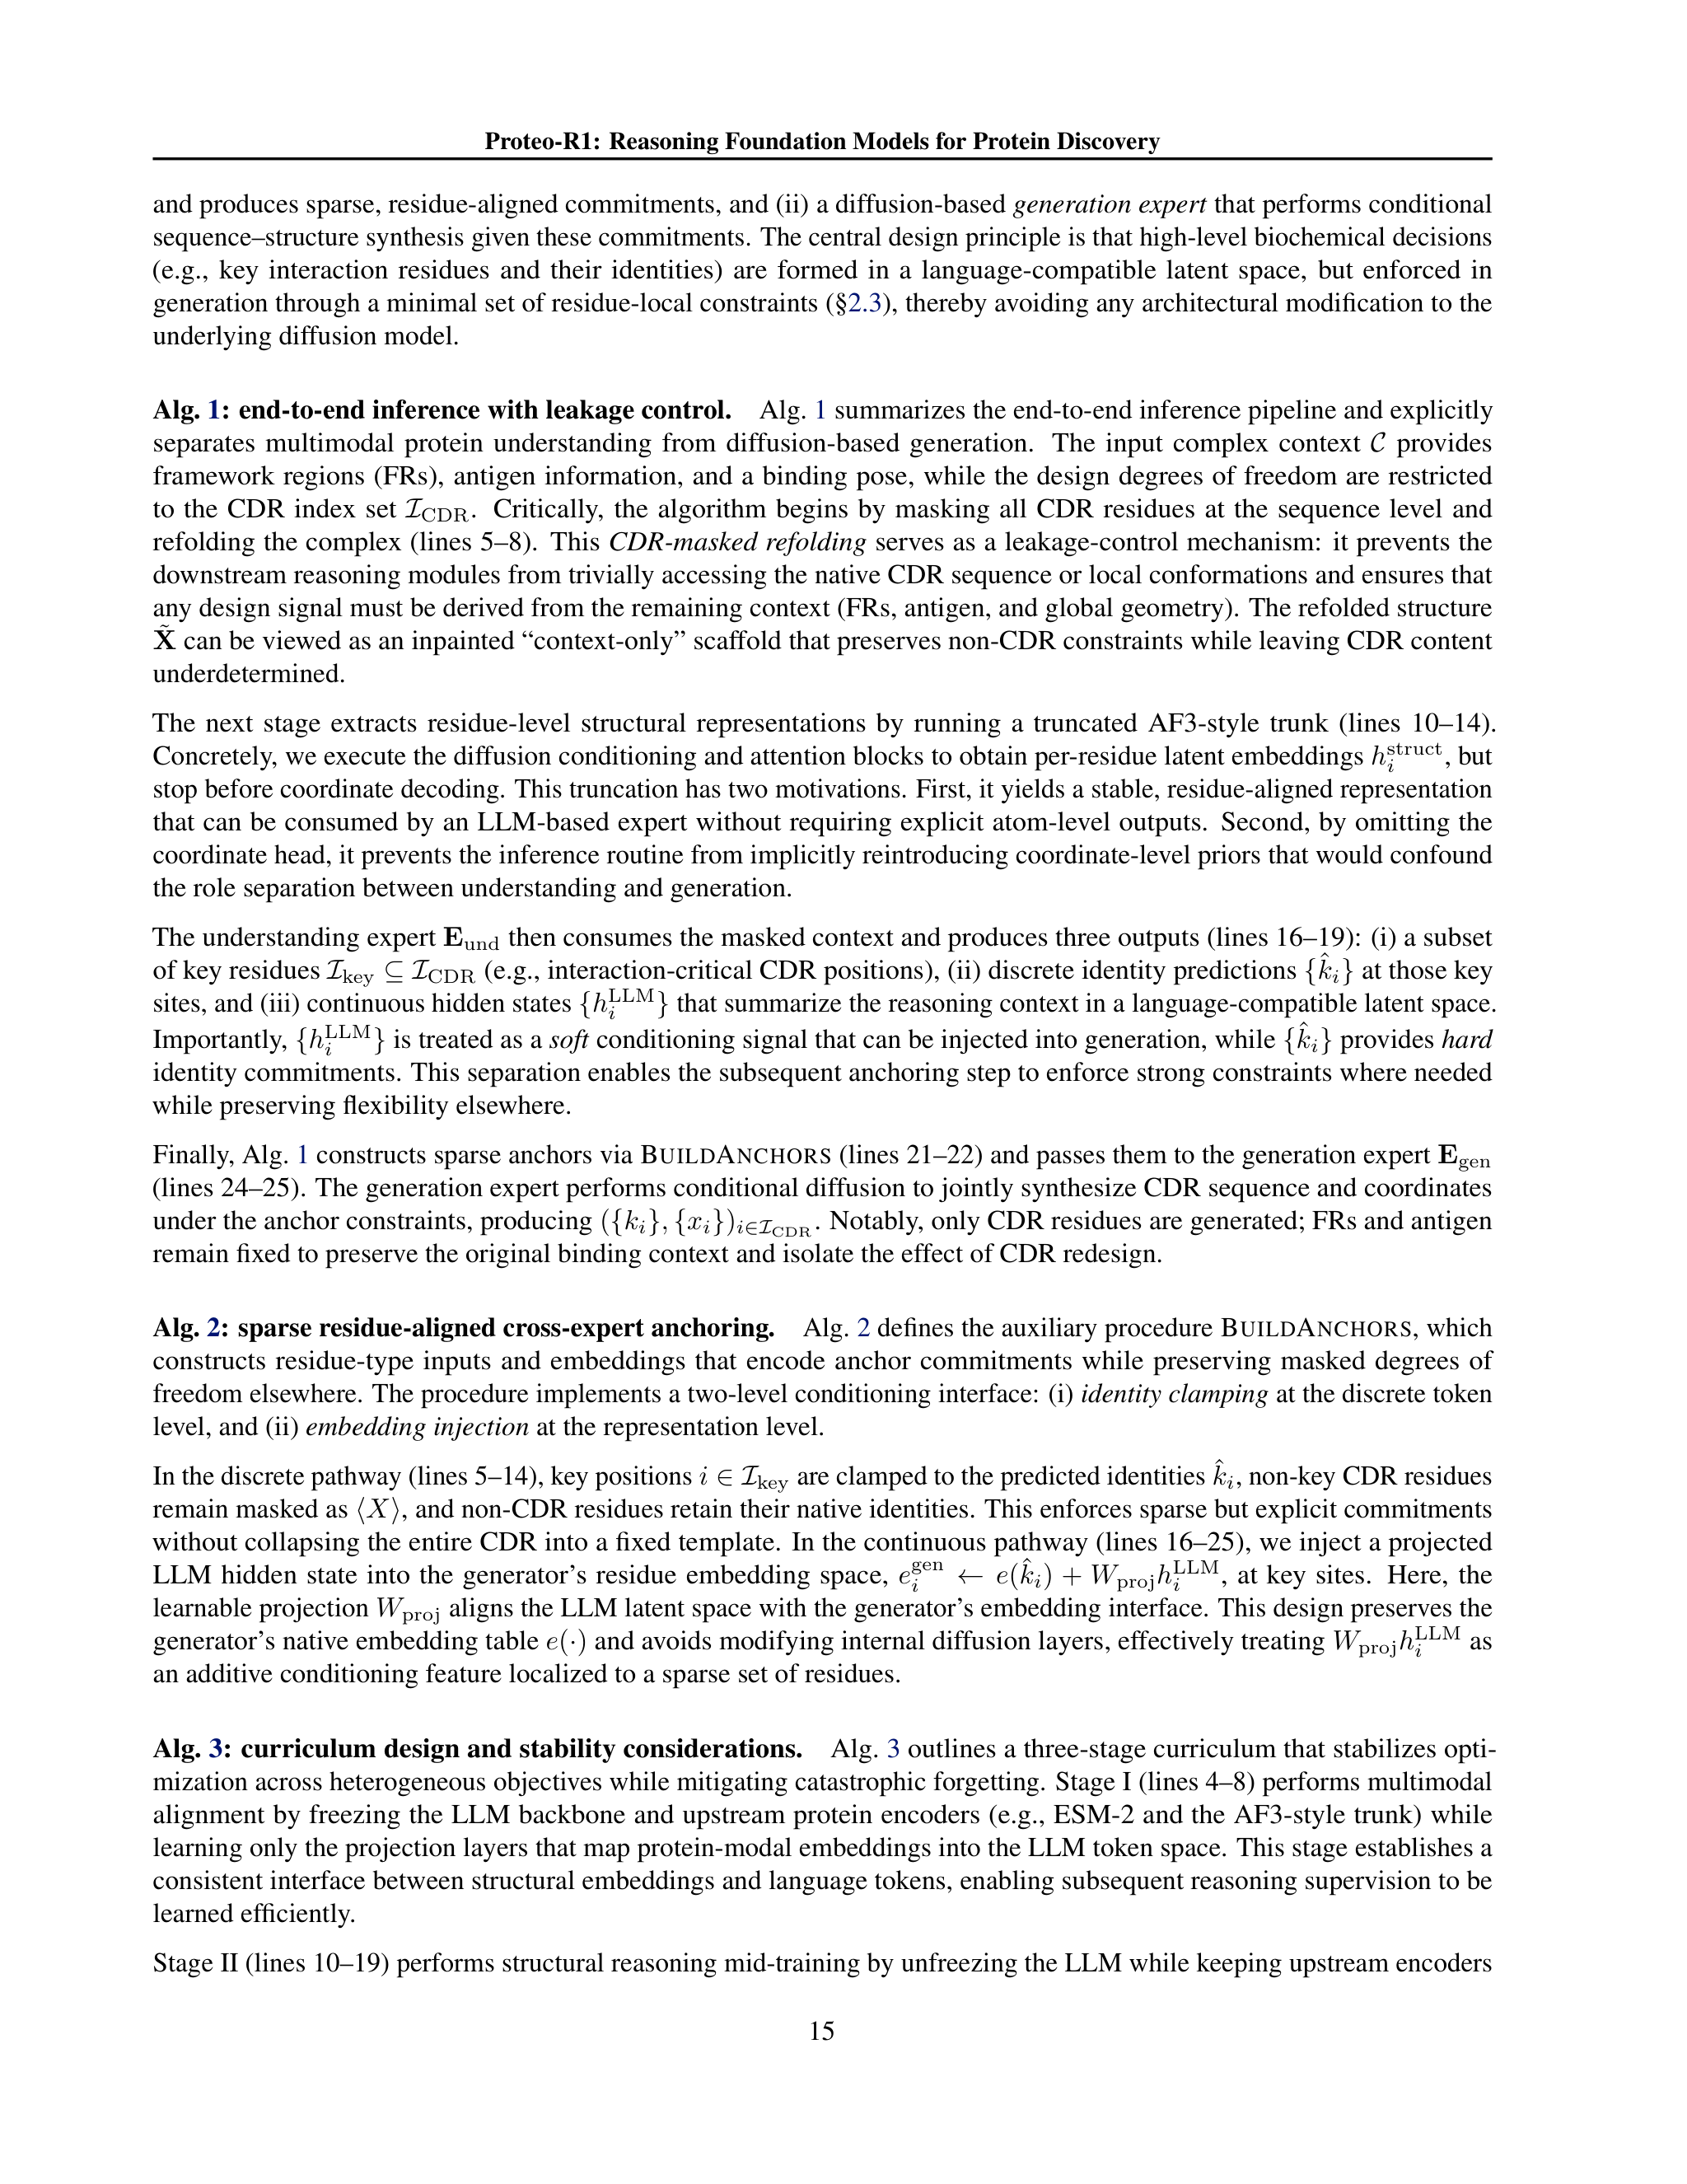 Proteo-R1: Reasoning Foundation Models for Protein Discovery
and produces sparse, residue-aligned commitments, and (ii) a diffusion-based generation expert that performs conditional
sequence–structure synthesis given these commitments. The central design principle is that high-level biochemical decisions
(e.g., key interaction residues and their identities) are formed in a language-compatible latent space, but enforced in
generation through a minimal set of residue-local constraints (§2.3), thereby avoiding any architectural modification to the
underlying diffusion model.
Alg. 1: end-to-end inference with leakage control. Alg. 1 summarizes the end-to-end inference pipeline and explicitly
separates multimodal protein understanding from diffusion-based generation. The input complex context 𝒞 provides
framework regions (FRs), antigen information, and a binding pose, while the design degrees of freedom are restricted
to the CDR index set ℐ_CDR. Critically, the algorithm begins by masking all CDR residues at the sequence level and
refolding the complex (lines 5–8). This CDR-masked refolding serves as a leakage-control mechanism: it prevents the
downstream reasoning modules from trivially accessing the native CDR sequence or local conformations and ensures that
any design signal must be derived from the remaining context (FRs, antigen, and global geometry). The refolded structure
X̃ can be viewed as an inpainted “context-only” scaffold that preserves non-CDR constraints while leaving CDR content
underdetermined.
The next stage extracts residue-level structural representations by running a truncated AF3-style trunk (lines 10–14).
Concretely, we execute the diffusion conditioning and attention blocks to obtain per-residue latent embeddings h_i^struct, but
stop before coordinate decoding. This truncation has two motivations. First, it yields a stable, residue-aligned representation
that can be consumed by an LLM-based expert without requiring explicit atom-level outputs. Second, by omitting the
coordinate head, it prevents the inference routine from implicitly reintroducing coordinate-level priors that would confound
the role separation between understanding and generation.
The understanding expert E_und then consumes the masked context and produces three outputs (lines 16–19): (i) a subset
of key residues ℐ_key ⊆ ℐ_CDR (e.g., interaction-critical CDR positions), (ii) discrete identity predictions {k̂_i} at those key
sites, and (iii) continuous hidden states {h_i^LLM} that summarize the reasoning context in a language-compatible latent space.
Importantly, {h_i^LLM} is treated as a soft conditioning signal that can be injected into generation, while {k̂_i} provides hard
identity commitments. This separation enables the subsequent anchoring step to enforce strong constraints where needed
while preserving flexibility elsewhere.
Finally, Alg. 1 constructs sparse anchors via BUILDANCHORS (lines 21–22) and passes them to the generation expert E_gen
(lines 24–25). The generation expert performs conditional diffusion to jointly synthesize CDR sequence and coordinates
under the anchor constraints, producing ({k_i}, {x_i})_{i∈ℐ_CDR}. Notably, only CDR residues are generated; FRs and antigen
remain fixed to preserve the original binding context and isolate the effect of CDR redesign.
Alg. 2: sparse residue-aligned cross-expert anchoring. Alg. 2 defines the auxiliary procedure BUILDANCHORS, which
constructs residue-type inputs and embeddings that encode anchor commitments while preserving masked degrees of
freedom elsewhere. The procedure implements a two-level conditioning interface: (i) identity clamping at the discrete token
level, and (ii) embedding injection at the representation level.
In the discrete pathway (lines 5–14), key positions i ∈ ℐ_key are clamped to the predicted identities k̂_i, non-key CDR residues
remain masked as ⟨X⟩, and non-CDR residues retain their native identities. This enforces sparse but explicit commitments
without collapsing the entire CDR into a fixed template. In the continuous pathway (lines 16–25), we inject a projected
LLM hidden state into the generator’s residue embedding space, e_i^gen ← e(k̂_i) + W_proj h_i^LLM, at key sites. Here, the
learnable projection W_proj aligns the LLM latent space with the generator’s embedding interface. This design preserves the
generator’s native embedding table e(·) and avoids modifying internal diffusion layers, effectively treating W_proj h_i^LLM as
an additive conditioning feature localized to a sparse set of residues.
Alg. 3: curriculum design and stability considerations. Alg. 3 outlines a three-stage curriculum that stabilizes opti-
mization across heterogeneous objectives while mitigating catastrophic forgetting. Stage I (lines 4–8) performs multimodal
alignment by freezing the LLM backbone and upstream protein encoders (e.g., ESM-2 and the AF3-style trunk) while
learning only the projection layers that map protein-modal embeddings into the LLM token space. This stage establishes a
consistent interface between structural embeddings and language tokens, enabling subsequent reasoning supervision to be
learned efficiently.
Stage II (lines 10–19) performs structural reasoning mid-training by unfreezing the LLM while keeping upstream encoders
15